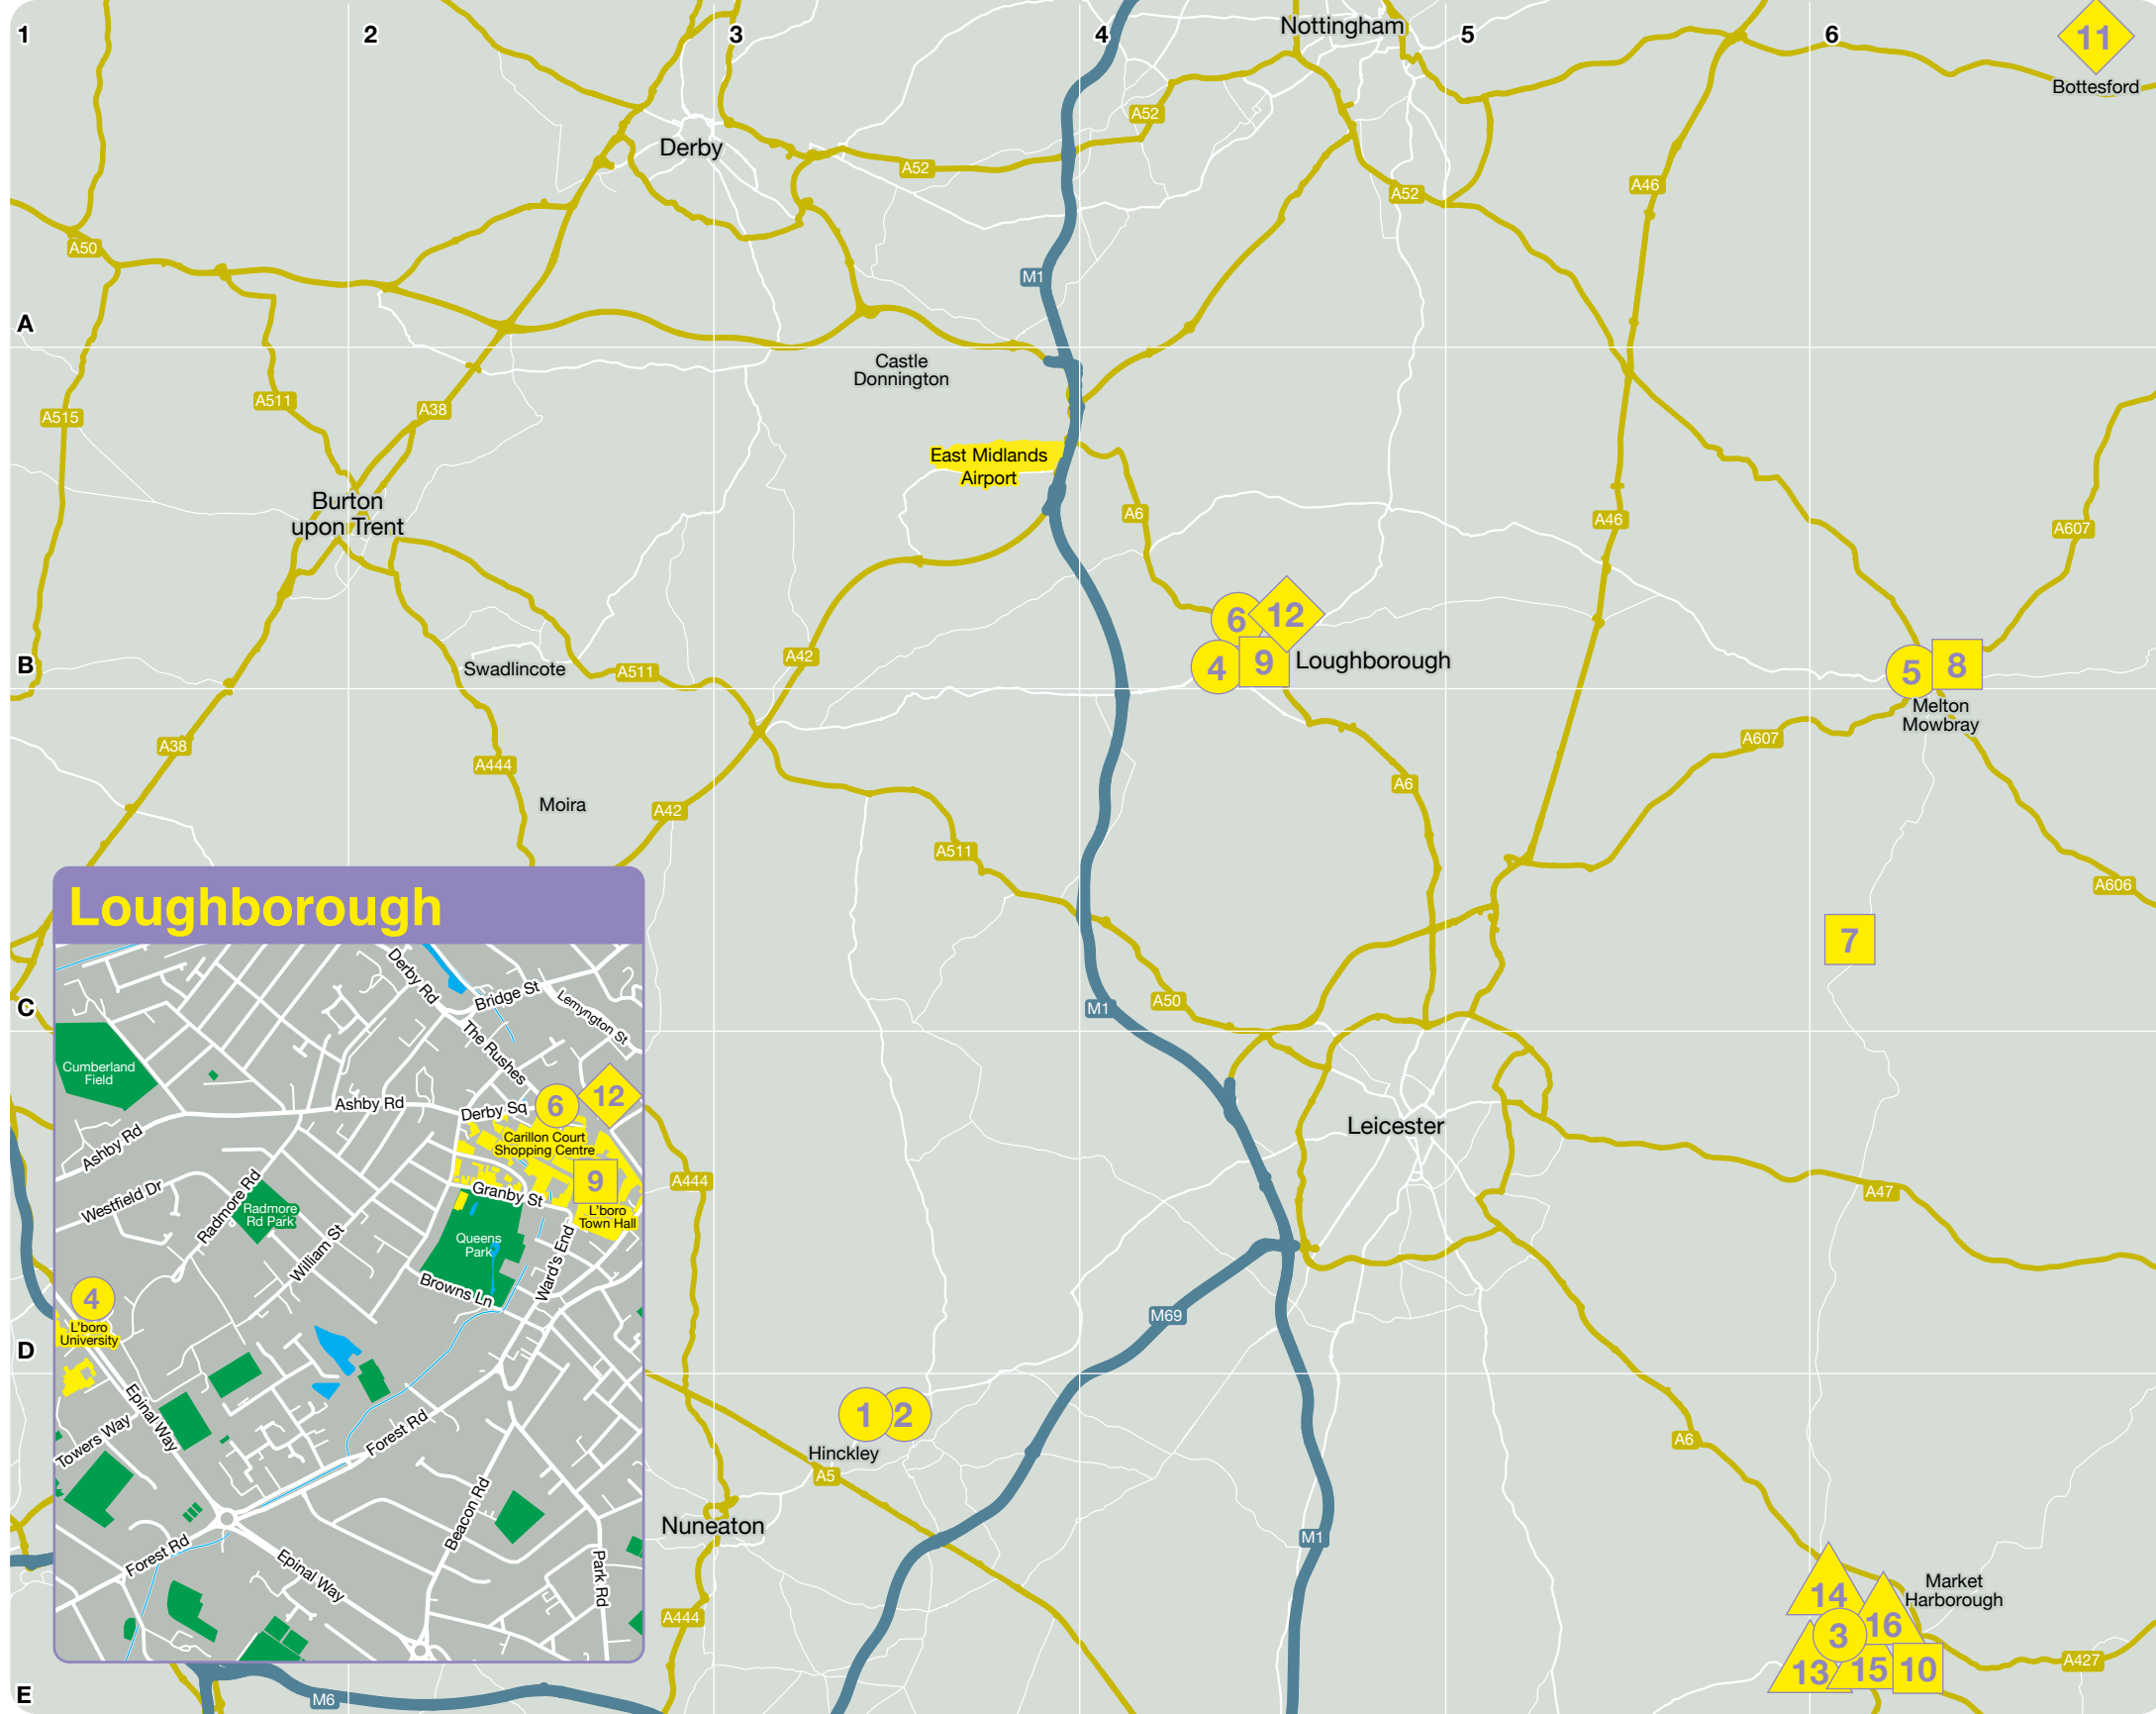 1
2
3
4
5
6
Nottingham
11
Bottesford
A52
Derby
A52
A52
A46
A50
M1
A
Castle
Donnington
A515
A511
A38
East Midlands
Airport
Burton
upon Trent
A6
A46
A607
6
12
4
9
Loughborough
5
8
Melton
Mowbray
B
Swadlincote
A511
A42
A38
A444
A607
Moira
A42
A6
A511
A606
7
C
M1
A50
Leicester
A444
A47
M69
D
1
2
Hinckley
A5
A6
Nuneaton
M1
A444
14
16
Market
Harborough
3
13
15
10
A427
E
M6
Loughborough
Derby Rd
Bridge St
Lemyngton St
The Rushes
Cumberland
Field
Ashby Rd
Derby Sq
6
12
Ashby Rd
Carillon Court
Shopping Centre
9
Westfield Dr
Radmore Rd
Radmore
Rd Park
Granby St
L'boro
Town Hall
William St
Queens
Park
Ward's End
Browns Ln
4
L'boro
University
Epinal Way
Towers Way
Forest Rd
Beacon Rd
Forest Rd
Epinal Way
Park Rd